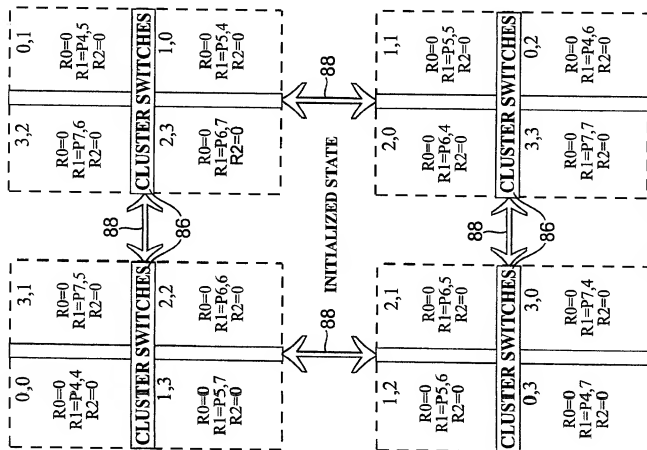 0,0
R0=0
R1=P4,4
R2=0
3,1
R0=0
R1=P7,5
R2=0
CLUSTER SWITCHES
1,3
R0=0
R1=P5,7
R2=0
2,2
R0=0
R1=P6,6
R2=0
88
86
3,2
R0=0
R1=P7,6
R2=0
0,1
R0=0
R1=P4,5
R2=0
CLUSTER SWITCHES
2,3
R0=0
R1=P6,7
R2=0
1,0
R0=0
R1=P5,4
R2=0
88
INITIALIZED STATE
88
1,2
R0=0
R1=P5,6
R2=0
2,1
R0=0
R1=P6,5
R2=0
CLUSTER SWITCHES
0,3
R0=0
R1=P4,7
R2=0
3,0
R0=0
R1=P7,4
R2=0
88
86
2,0
R0=0
R1=P6,4
R2=0
1,1
R0=0
R1=P5,5
R2=0
CLUSTER SWITCHES
3,3
R0=0
R1=P7,7
R2=0
0,2
R0=0
R1=P4,6
R2=0